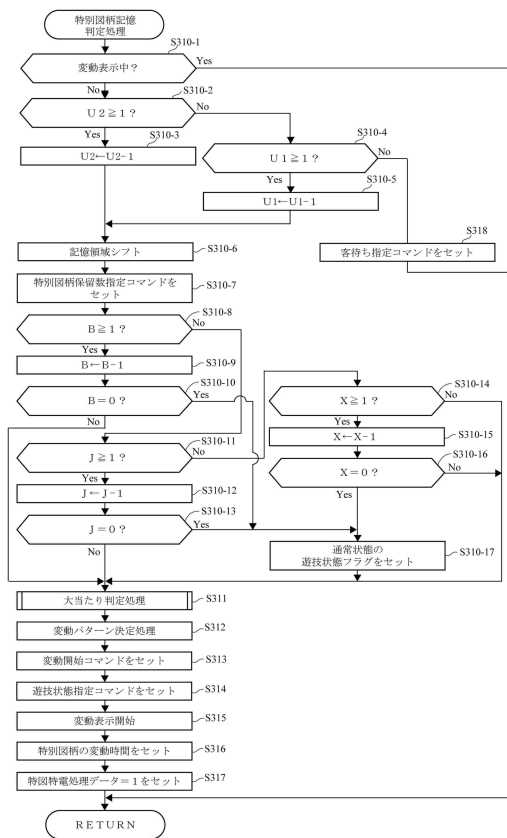 特別図柄記憶
判定処理
S310-1
変動表示中?
Yes
No
S310-2
U2≧1?
No
Yes
S310-3
U2←U2-1
S310-4
U1≧1?
No
Yes
S310-5
U1←U1-1
記憶領域シフト
S310-6
S318
客待ち指定コマンドをセット
特別図柄保留数指定コマンドを
セット
S310-7
S310-8
B≧1?
No
Yes
B←B-1
S310-9
S310-10
B=0?
Yes
No
S310-11
J≧1?
No
Yes
J←J-1
S310-12
S310-13
J=0?
Yes
No
S310-14
X≧1?
No
Yes
X←X-1
S310-15
S310-16
X=0?
No
Yes
通常状態の
遊技状態フラグをセット
S310-17
大当たり判定処理
S311
変動パターン決定処理
S312
変動開始コマンドをセット
S313
遊技状態指定コマンドをセット
S314
変動表示開始
S315
特別図柄の変動時間をセット
S316
特図特電処理データ=1をセット
S317
RETURN